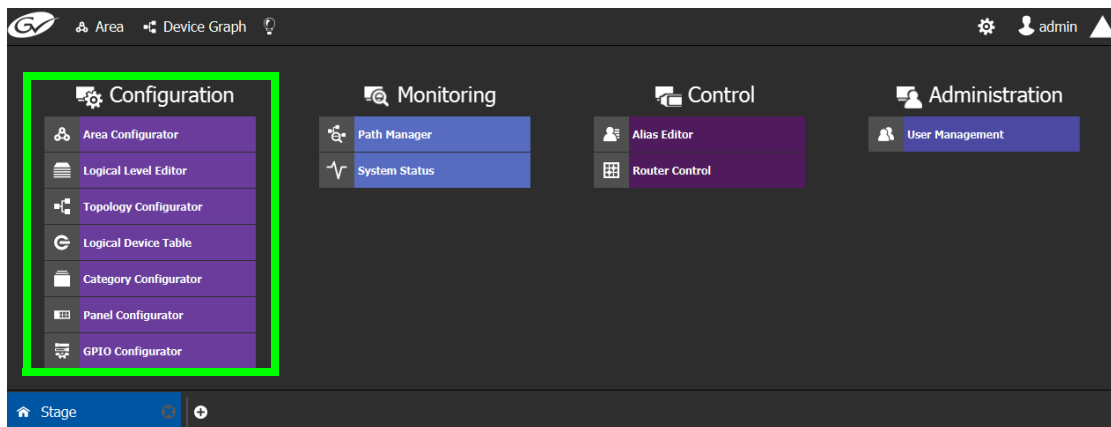 GV Area Device Graph admin
Configuration Monitoring Control Administration
Area Configurator Path Manager Alias Editor User Management
Logical Level Editor System Status Router Control
Topology Configurator
Logical Device Table
Category Configurator
Panel Configurator
GPIO Configurator
Stage